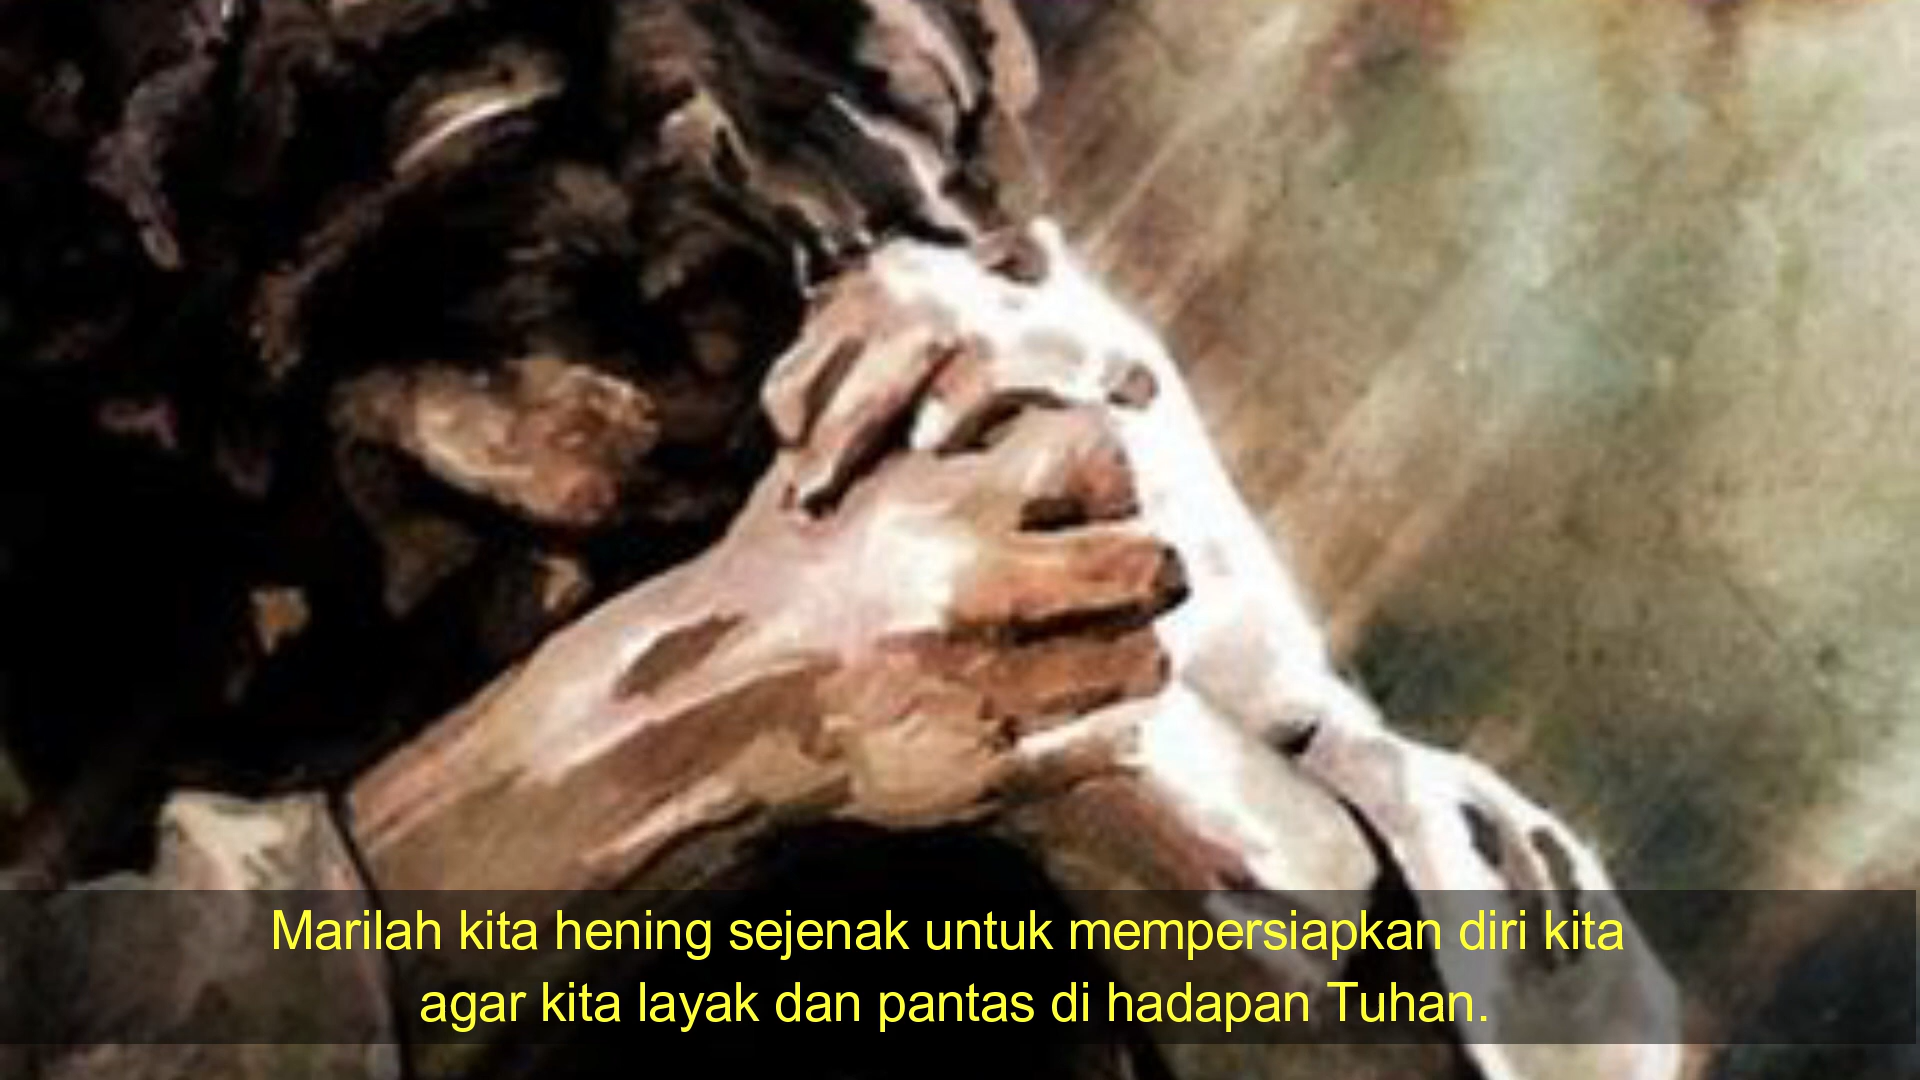 Marilah kita hening sejenak untuk mempersiapkan diri kita
agar kita layak dan pantas di hadapan Tuhan.